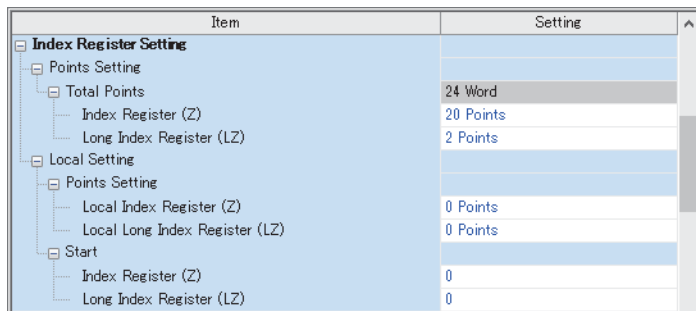 Item Setting
Index Register Setting
Points Setting
Total Points 24 Word
Index Register (Z) 20 Points
Long Index Register (LZ) 2 Points
Local Setting
Points Setting
Local Index Register (Z) 0 Points
Local Long Index Register (LZ) 0 Points
Start
Index Register (Z) 0
Long Index Register (LZ) 0